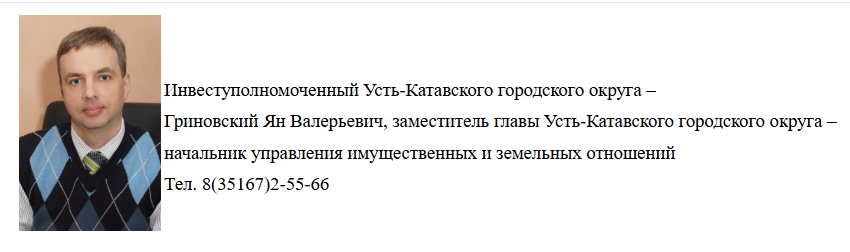 Инвеступолномоченный Усть-Катавского городского округа –
Гриновский Ян Валерьевич, заместитель главы Усть-Катавского городского округа –
начальник управления имущественных и земельных отношений
Тел. 8(35167)2-55-66